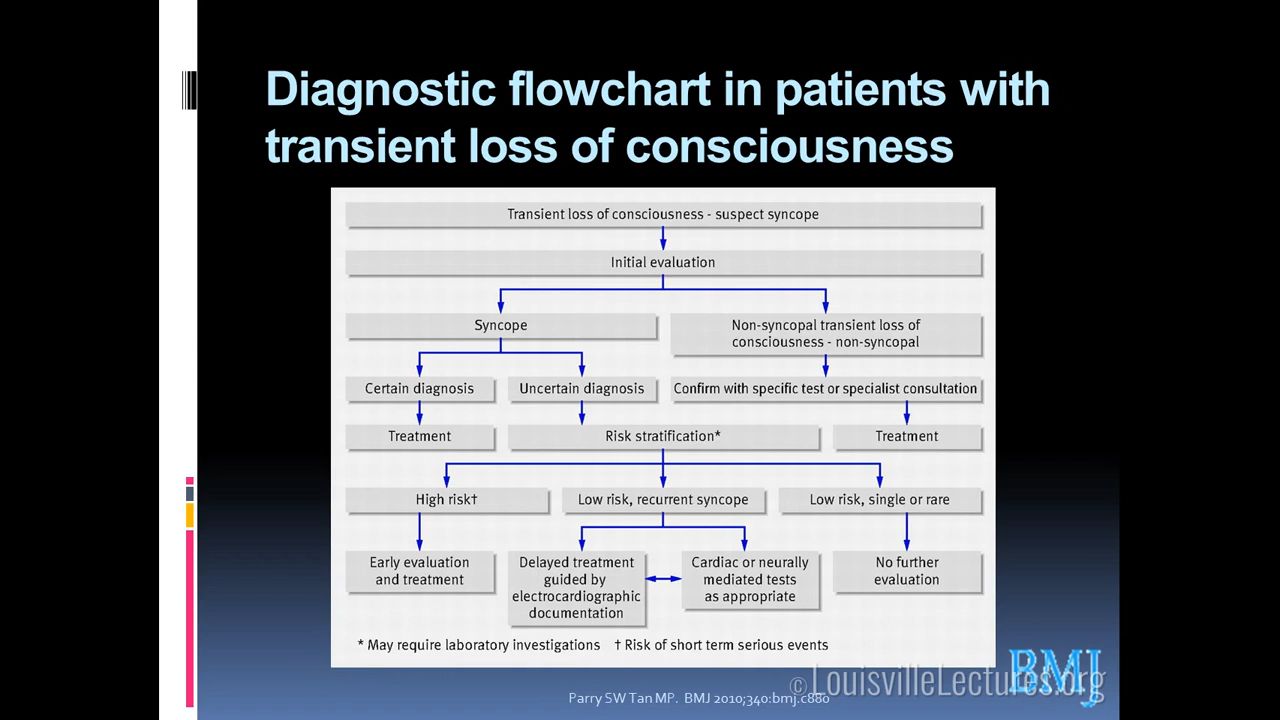 Diagnostic flowchart in patients with
transient loss of consciousness
Transient loss of consciousness - suspect syncope
Initial evaluation
Syncope
Non-syncopal transient loss of
consciousness - non-syncopal
Certain diagnosis
Uncertain diagnosis
Confirm with specific test or specialist consultation
Treatment
Risk stratification*
Treatment
High risk†
Low risk, recurrent syncope
Low risk, single or rare
Early evaluation
and treatment
Delayed treatment
guided by
electrocardiographic
documentation
Cardiac or neurally
mediated tests
as appropriate
No further
evaluation
* May require laboratory investigations † Risk of short term serious events
BMJ
© LouisvilleLectures.org
Parry SW Tan MP. BMJ 2010;340:bmj.c880